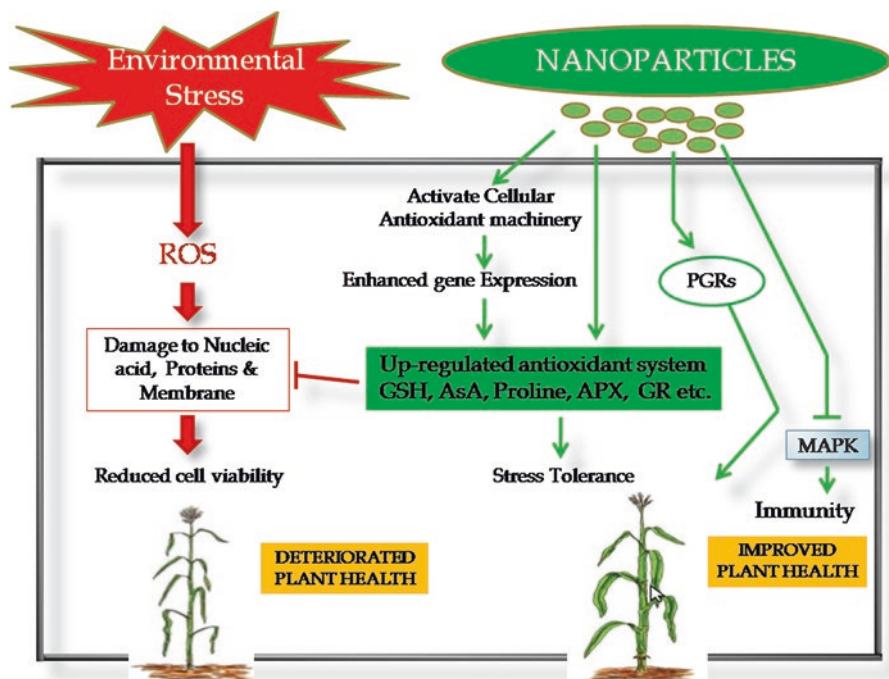 Environmental
Stress
NANOPARTICLES
ROS
Damage to Nucleic
acid, Proteins &
Membrane
Reduced cell viability
DETERIORATED
PLANT HEALTH
Activate Cellular
Antioxidant machinery
Enhanced gene Expression
Up-regulated antioxidant system
GSH, AsA, Proline, APX, GR etc.
Stress Tolerance
PGRs
MAPK
Immunity
IMPROVED
PLANT HEALTH